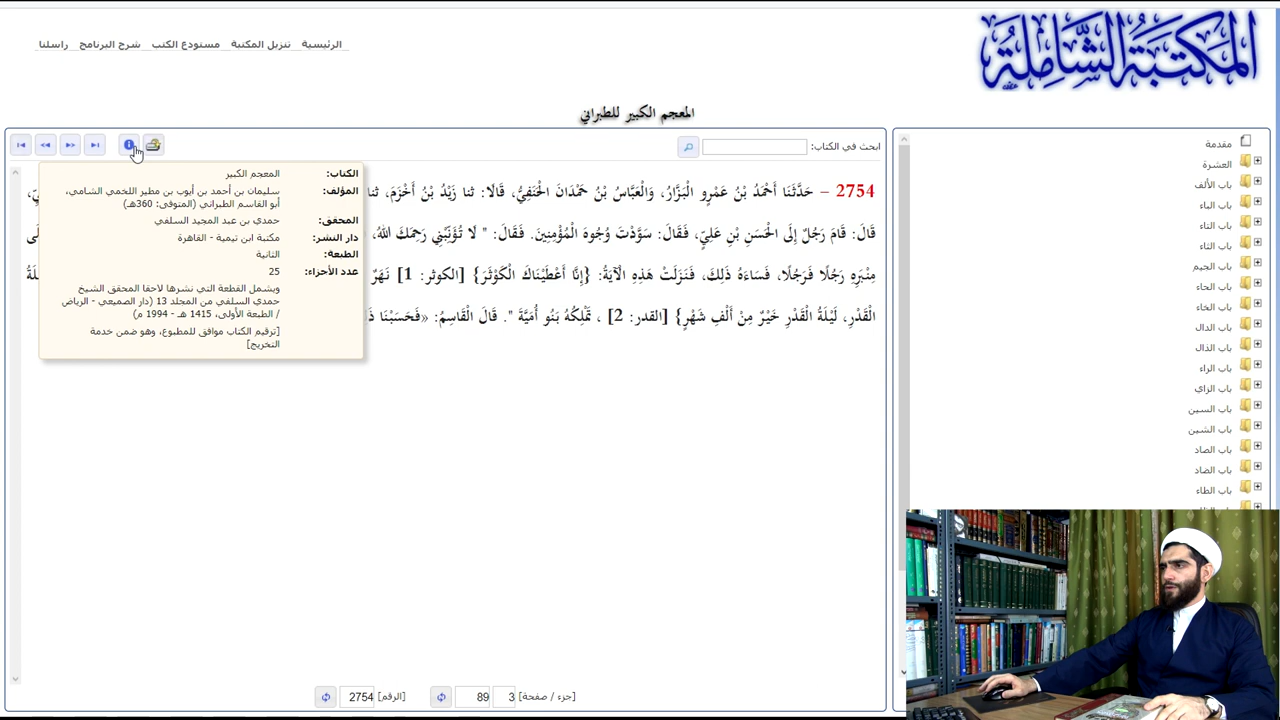 المكتبة الشاملة
الرئيسية تنزيل المكتبة مستودع الكتب شرح البرنامج راسلنا
المعجم الكبير للطبراني
ابحث في الكتاب:
الكتاب: المعجم الكبير
المؤلف: سليمان بن أحمد بن أيوب بن مطير اللخمي الشامي،
أبو القاسم الطبراني (المتوفى: 360هـ)
المحقق: حمدي بن عبد المجيد السلفي
دار النشر: مكتبة ابن تيمية - القاهرة
الطبعة: الثانية
عدد الأجزاء: 25
ويشمل القطعة التي نشرها لاحقا المحقق الشيخ
حمدي السلفي من المجلد 13 (دار الصميعي - الرياض
/ الطبعة الأولى، 1415 هـ - 1994 م)
[ترقيم الكتاب موافق للمطبوع، وهو ضمن خدمة
التخريج]
2754 - حَدَّثَنَا أَحْمَدُ بْنُ عَمْرٍو الْبَزَّارُ، وَالْعَبَّاسُ بْنُ حَمْدَانَ الْحَنَفِيُّ، قَالَا: ثنا زَيْدُ بْنُ أَخْزَمَ، ثنا
قَالَ: قَامَ رَجُلٌ إِلَى الْحَسَنِ بْنِ عَلِيٍّ، فَقَالَ: سَوَّدْتَ وُجُوهَ الْمُؤْمِنِينَ. فَقَالَ: " لَا تُؤَنِّبْنِي رَحِمَكَ اللهُ،
مِنْبَرِهِ رَجُلًا فَرَجُلًا، فَسَاءَهُ ذَلِكَ، فَنَزَلَتْ هَذِهِ الْآيَةُ: {إِنَّا أَعْطَيْنَاكَ الْكَوْثَرَ} [الكوثر: 1] نَهَرٌ
الْقَدْرِ، لَيْلَةُ الْقَدْرِ خَيْرٌ مِنْ أَلْفِ شَهْرٍ} [القدر: 2] ، تَمْلِكُهُ بَنُو أُمَيَّةَ ". قَالَ الْقَاسِمُ: «فَحَسَبْنَا
مقدمة
العشرة
باب الألف
باب الباء
باب التاء
باب الثاء
باب الجيم
باب الحاء
باب الخاء
باب الدال
باب الذال
باب الراء
باب الزاي
باب السين
باب الشين
باب الصاد
باب الضاد
باب الطاء
[جزء / صفحة] 3 89 [الرقم] 2754